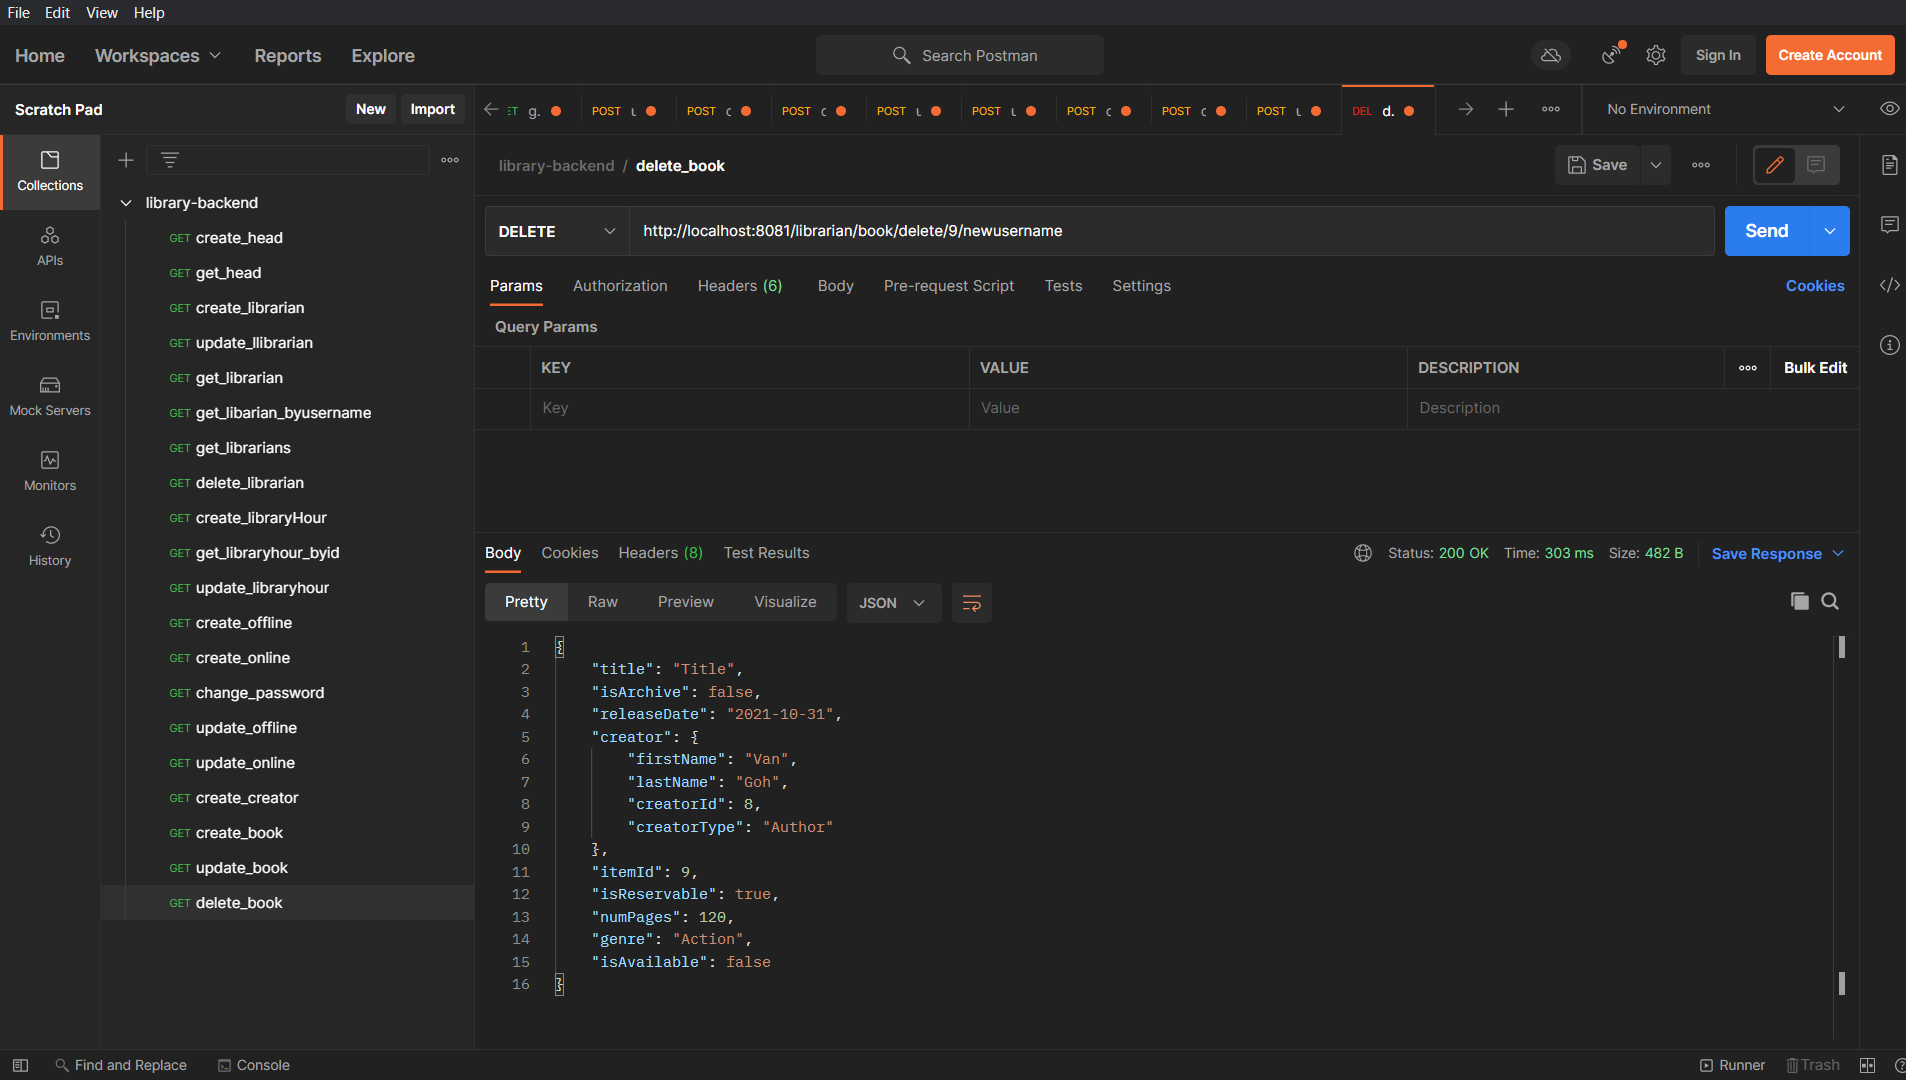 File Edit View Help
Home Workspaces Reports Explore Search Postman Sign In Create Account
Scratch Pad New Import
g. POST POST POST POST POST POST POST POST DEL d. No Environment
Collections
APIs
Environments
Mock Servers
Monitors
History
library-backend
GET create_head
GET get_head
GET create_librarian
GET update_llibrarian
GET get_librarian
GET get_libarian_byusername
GET get_librarians
GET delete_librarian
GET create_libraryHour
GET get_libraryhour_byid
GET update_libraryhour
GET create_offline
GET create_online
GET change_password
GET update_offline
GET update_online
GET create_creator
GET create_book
GET update_book
GET delete_book
library-backend / delete_book Save
DELETE http://localhost:8081/librarian/book/delete/9/newusername Send
Params Authorization Headers (6) Body Pre-request Script Tests Settings Cookies
Query Params
KEY VALUE DESCRIPTION Bulk Edit
Key Value Description
Body Cookies Headers (8) Test Results Status: 200 OK Time: 303 ms Size: 482 B Save Response
Pretty Raw Preview Visualize JSON
1 {
2 "title": "Title",
3 "isArchive": false,
4 "releaseDate": "2021-10-31",
5 "creator": {
6 "firstName": "Van",
7 "lastName": "Goh",
8 "creatorId": 8,
9 "creatorType": "Author"
10 },
11 "itemId": 9,
12 "isReservable": true,
13 "numPages": 120,
14 "genre": "Action",
15 "isAvailable": false
16 }
Find and Replace Console Runner Trash